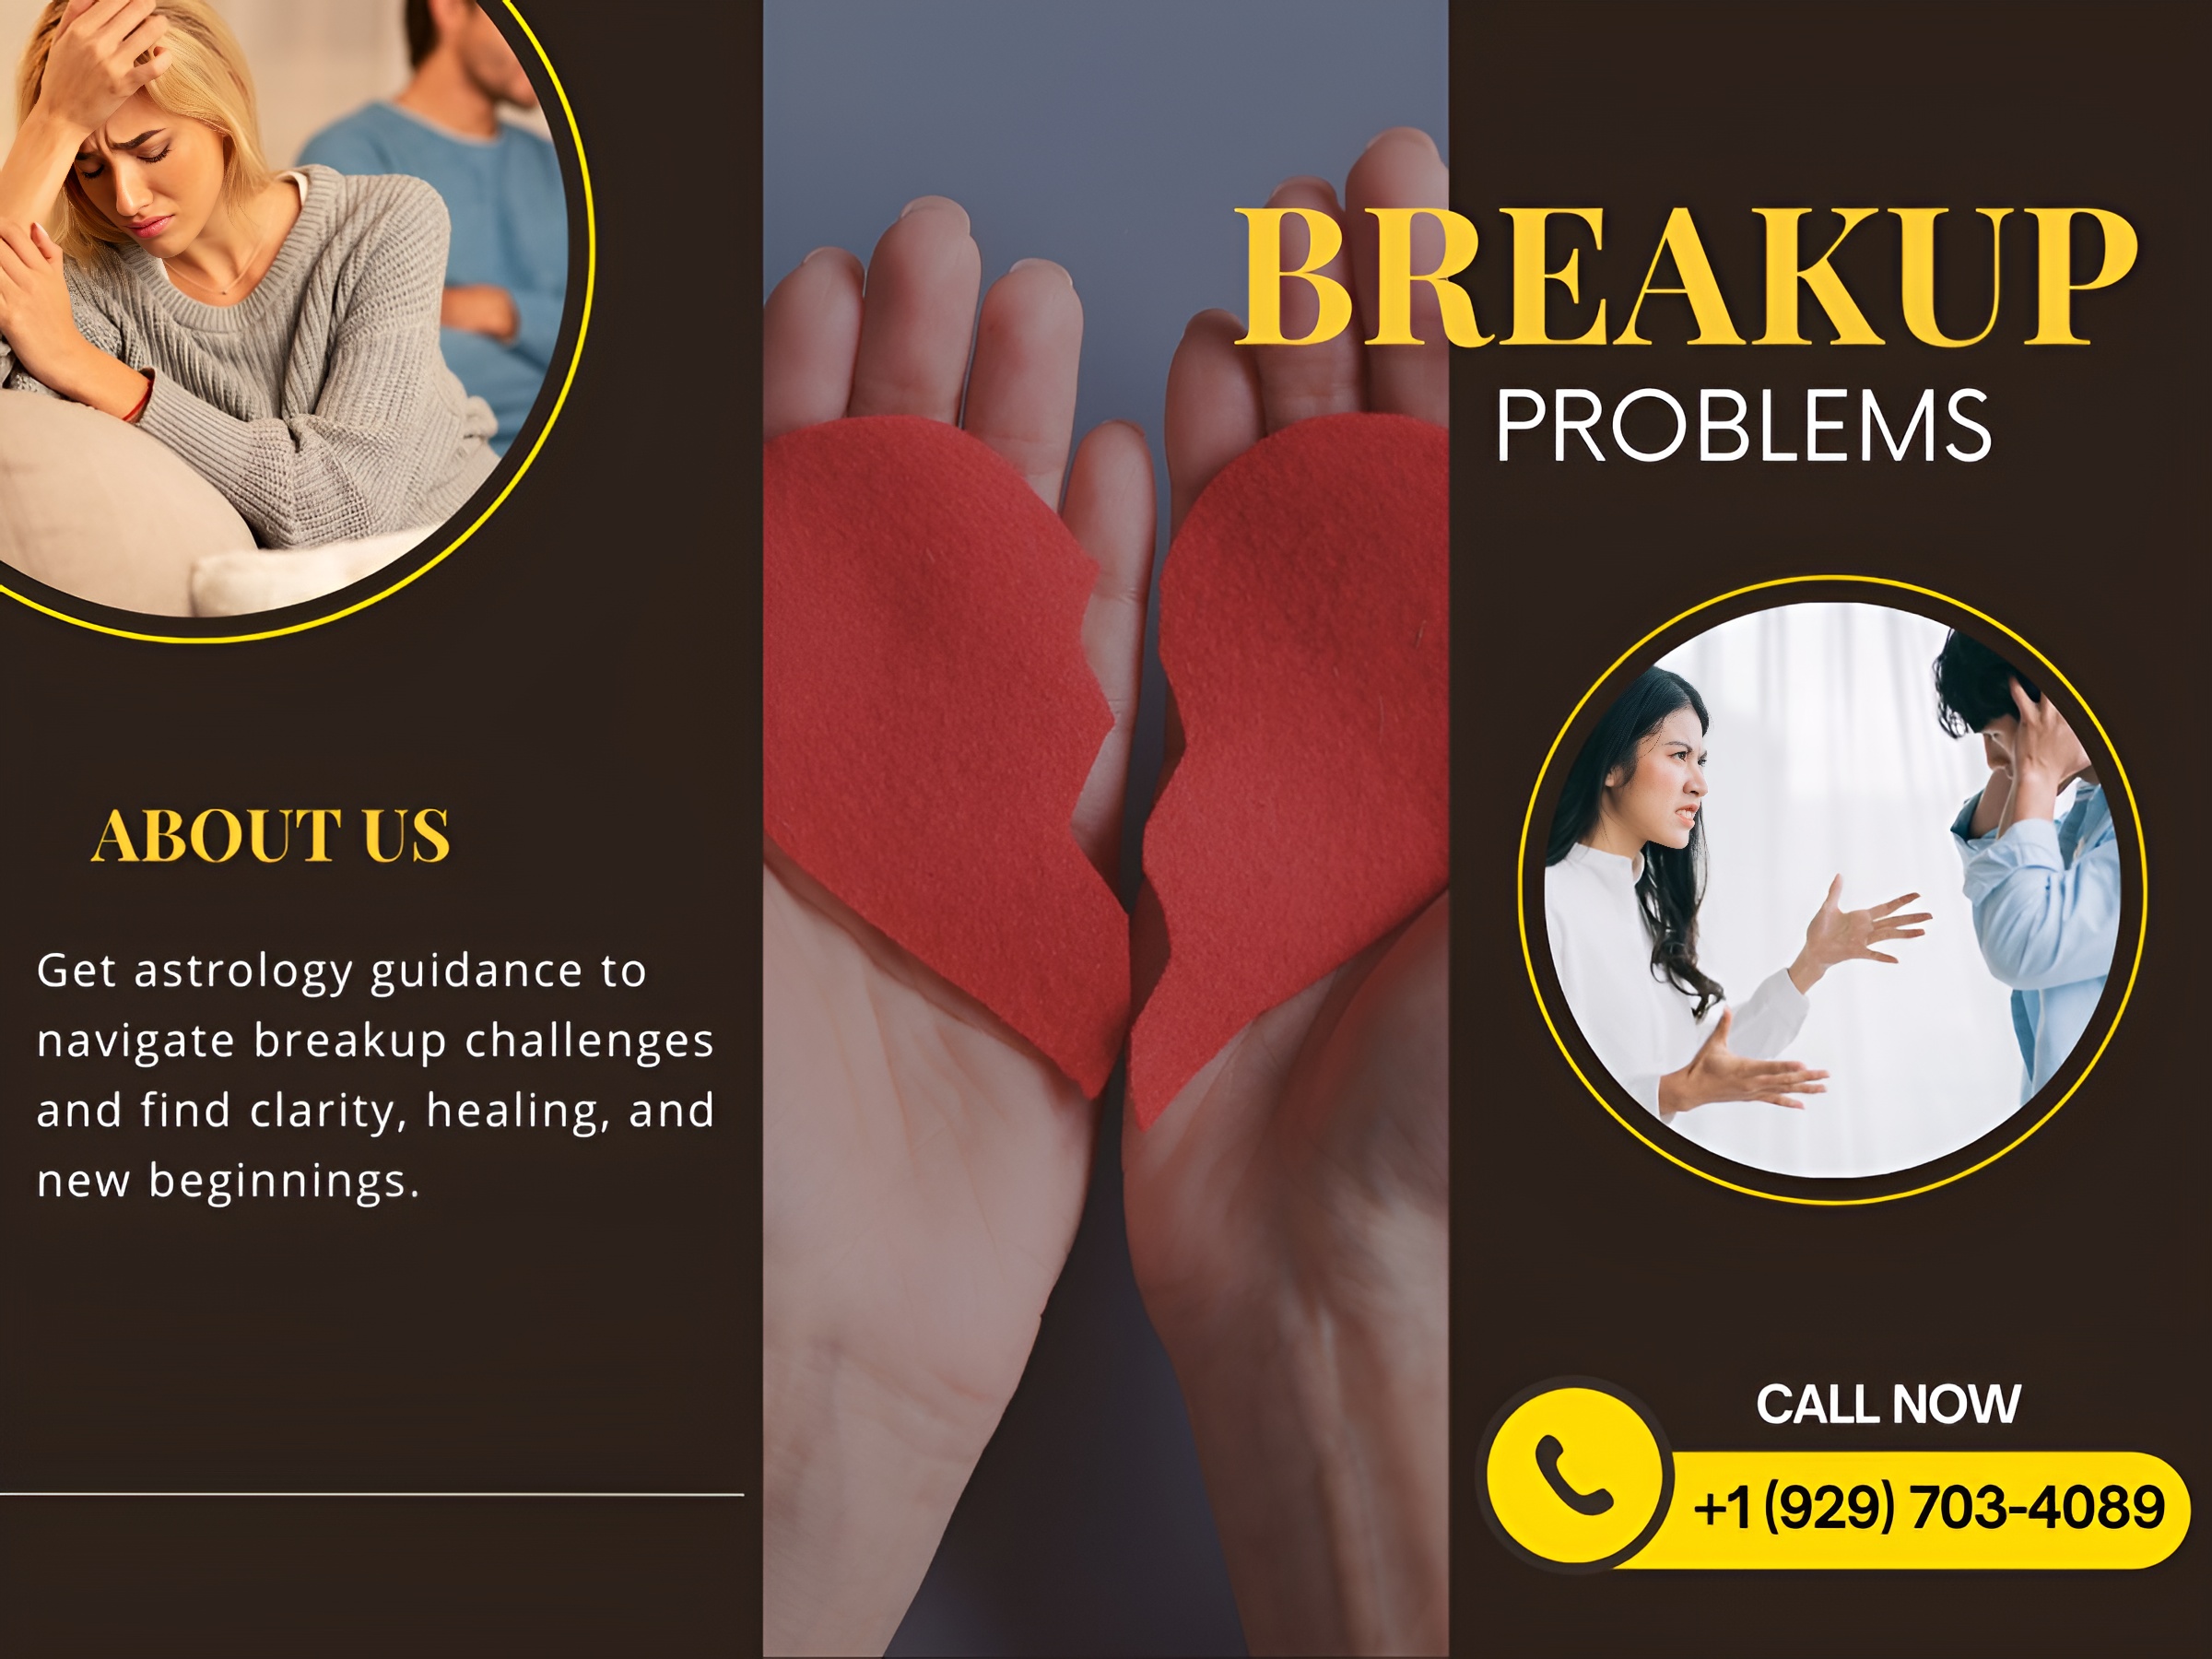 BREAKUP
PROBLEMS
ABOUT US
Get astrology guidance to
navigate breakup challenges
and find clarity, healing, and
new beginnings.
CALL NOW
+1 (929) 703-4089